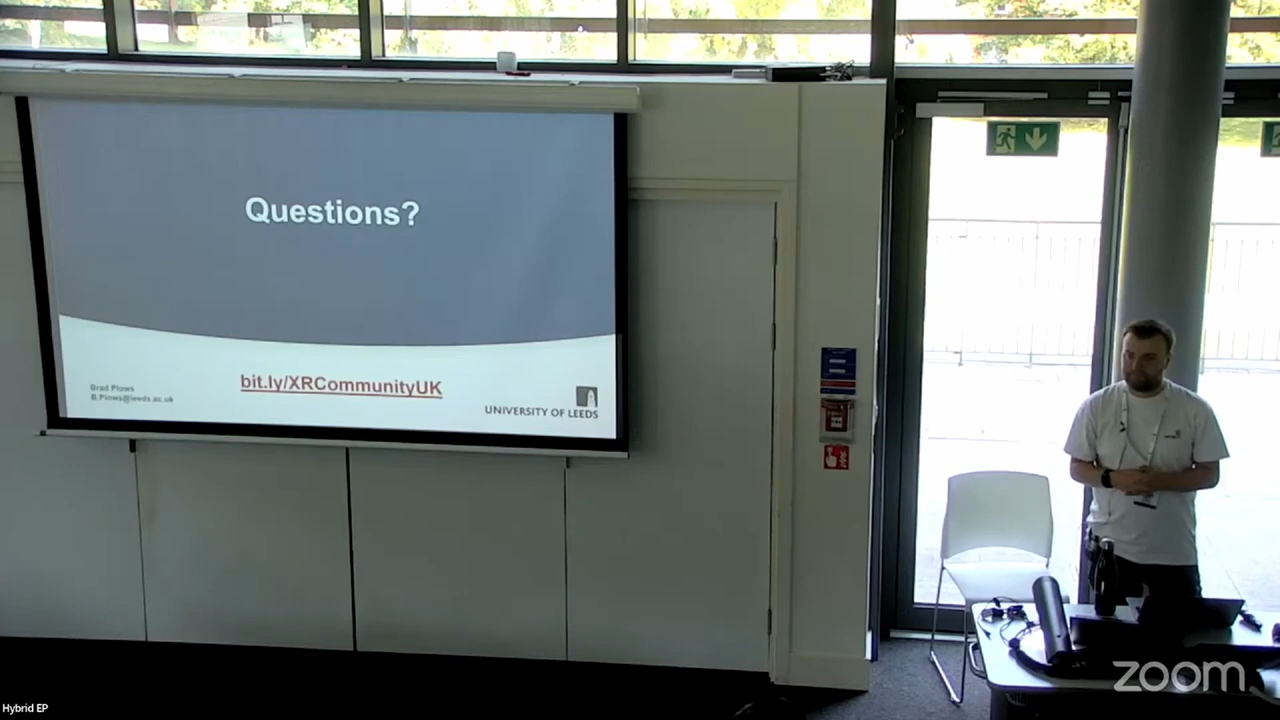 Questions?
bit.ly/XRCommunityUK
Brad Plows
B.Plows@leeds.ac.uk
UNIVERSITY OF LEEDS
zoom
Hybrid EP